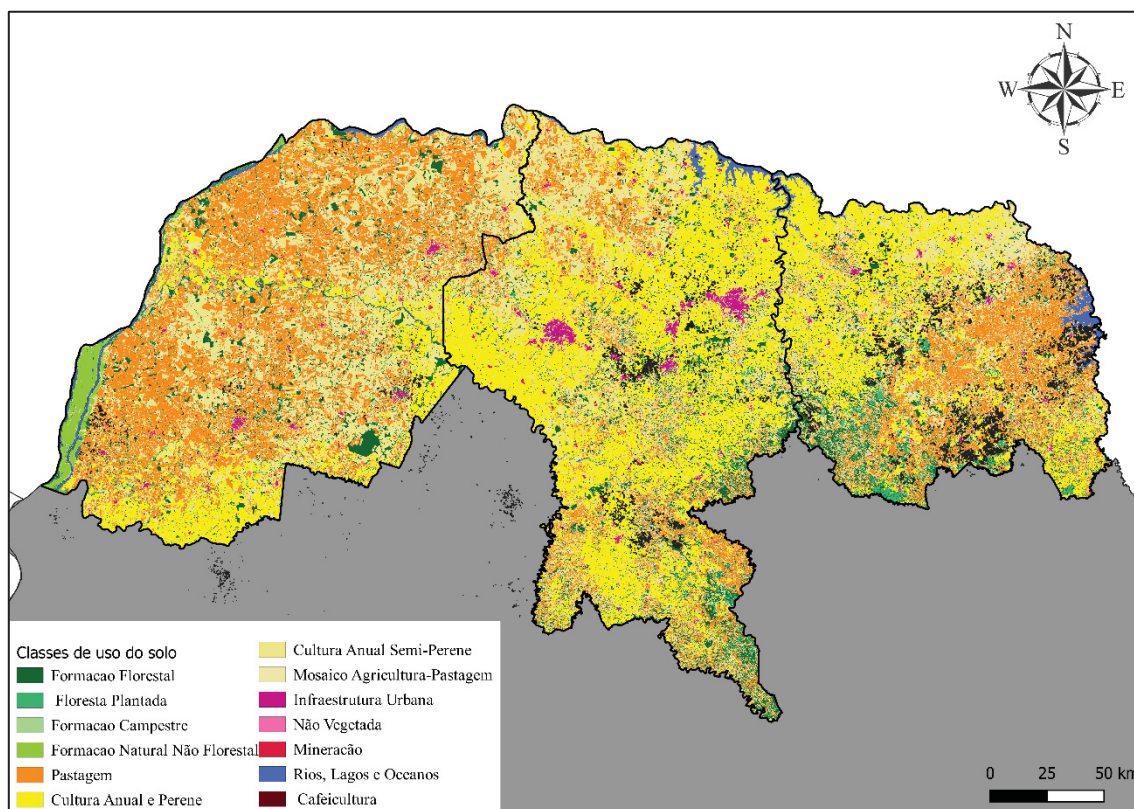 N
W E
S
Classes de uso do solo
Formacao Florestal
Floresta Plantada
Formacao Campestre
Formacao Natural Não Florestal
Pastagem
Cultura Anual e Perene
Cultura Anual Semi-Perene
Mosaico Agricultura-Pastagem
Infraestrutura Urbana
Não Vegetada
Mineracão
Rios, Lagos e Oceanos
Cafeicultura
0 25 50 km